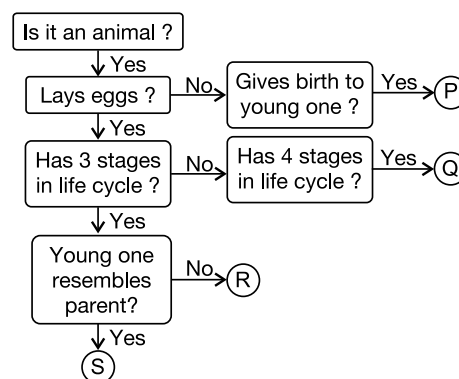 Is it an animal ?
Yes
Lays eggs ?
No
Gives birth to
young one ?
Yes
P
Yes
Has 3 stages
in life cycle ?
No
Has 4 stages
in life cycle ?
Yes
Q
Yes
Young one
resembles
parent?
No
R
Yes
S